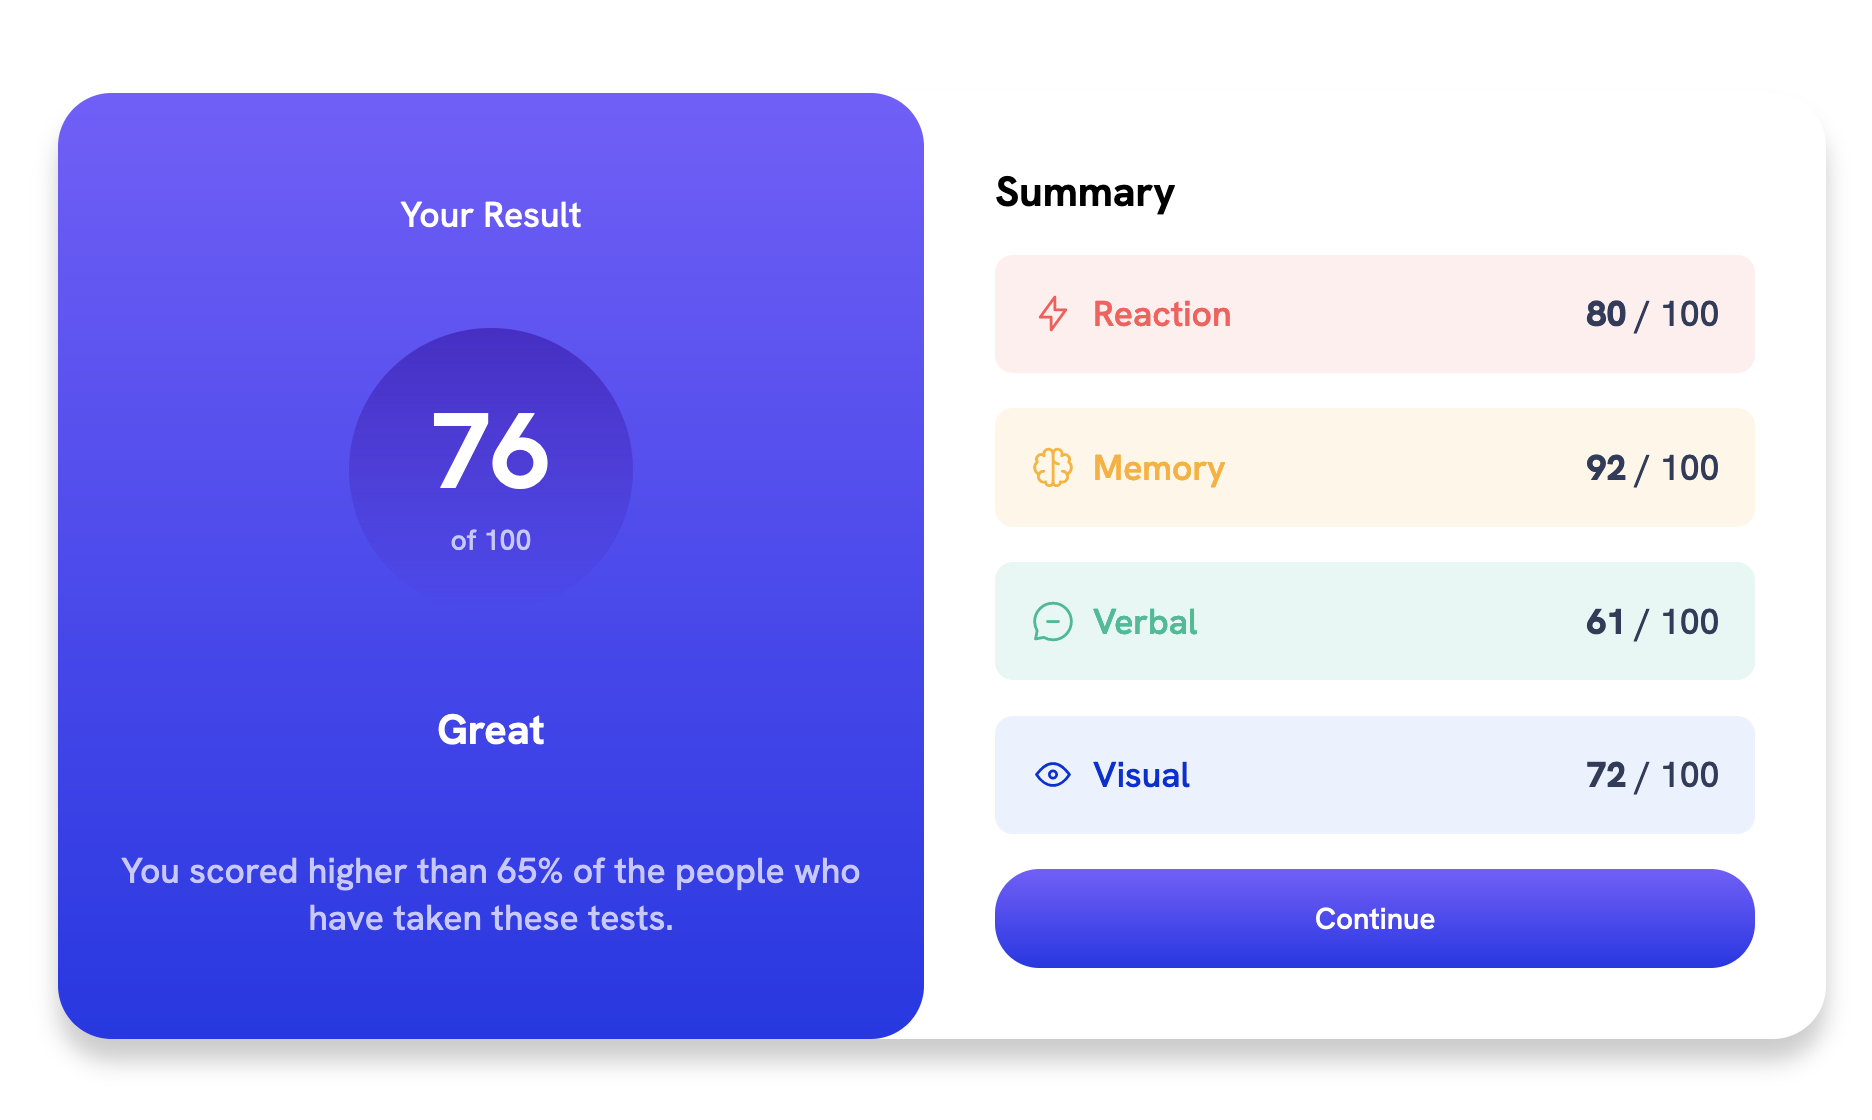 Your Result
76
of 100
Great
You scored higher than 65% of the people who
have taken these tests.
Summary
Reaction 80 / 100
Memory 92 / 100
Verbal 61 / 100
Visual 72 / 100
Continue